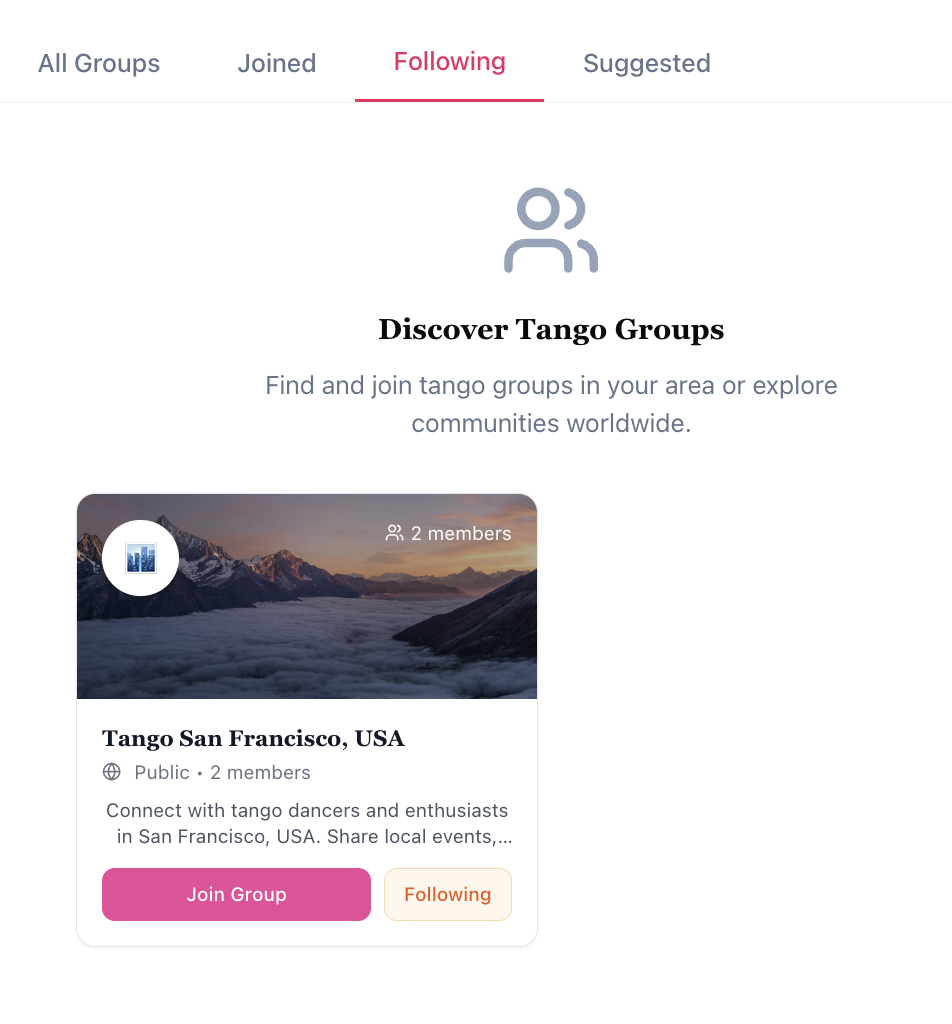 All Groups
Joined
Following
Suggested
Discover Tango Groups
Find and join tango groups in your area or explore
communities worldwide.
2 members
Tango San Francisco, USA
Public • 2 members
Connect with tango dancers and enthusiasts
in San Francisco, USA. Share local events,...
Join Group
Following